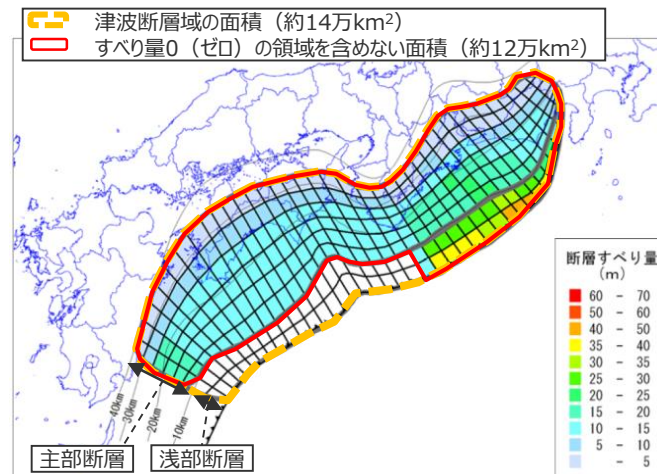 津波断層域の面積（約14万km²）
すべり量0（ゼロ）の領域を含めない面積（約12万km²）
断層すべり量
（m）
60 - 70
50 - 60
40 - 50
35 - 40
30 - 35
25 - 30
20 - 25
15 - 20
10 - 15
5 - 10
- 5
40km
30km
20km
10km
主部断層
浅部断層